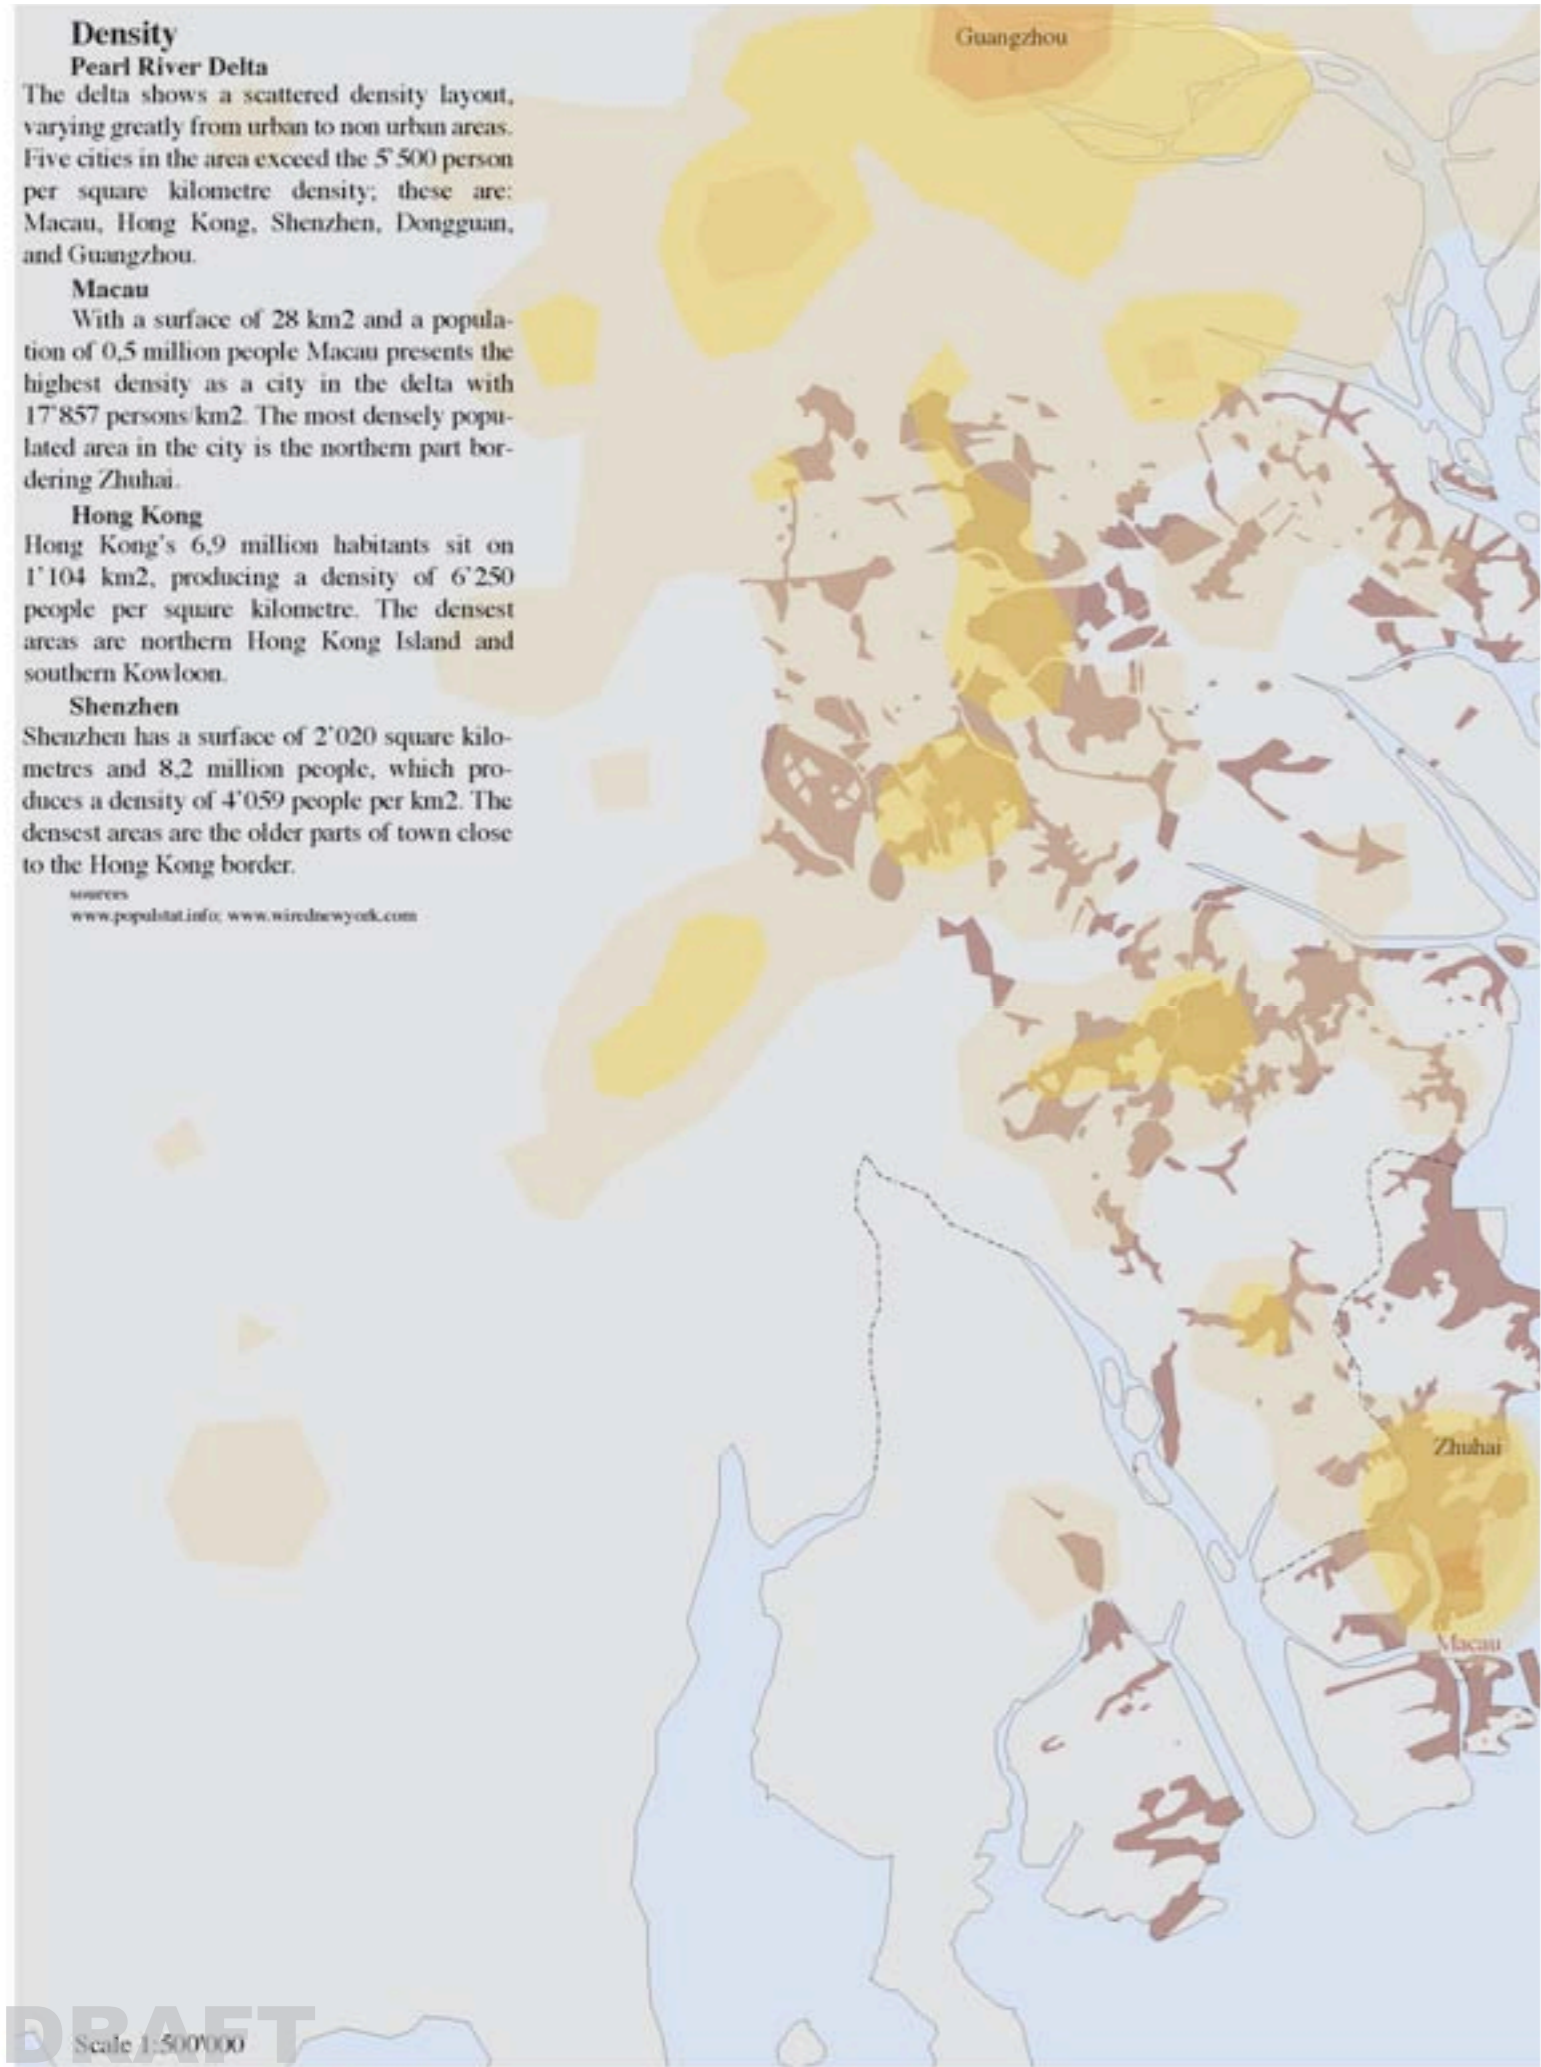 Density
Pearl River Delta
The delta shows a scattered density layout,
varying greatly from urban to non urban areas.
Five cities in the area exceed the 5'500 person
per square kilometre density; these are:
Macau, Hong Kong, Shenzhen, Dongguan,
and Guangzhou.
Macau
With a surface of 28 km2 and a popula-
tion of 0,5 million people Macau presents the
highest density as a city in the delta with
17'857 persons/km2. The most densely popu-
lated area in the city is the northern part bor-
dering Zhuhai.
Hong Kong
Hong Kong's 6,9 million habitants sit on
1'104 km2, producing a density of 6'250
people per square kilometre. The densest
areas are northern Hong Kong Island and
southern Kowloon.
Shenzhen
Shenzhen has a surface of 2'020 square kilo-
metres and 8,2 million people, which pro-
duces a density of 4'059 people per km2. The
densest areas are the older parts of town close
to the Hong Kong border.
sources
www.populstat.info; www.wirednewyork.com
Guangzhou
Zhuhai
Macau
DRAFT
Scale 1:500'000